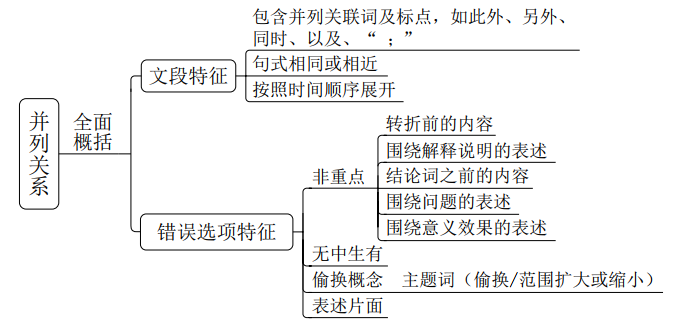 包含并列关联词及标点，如此外、另外、
同时、以及、“ ；”
文段特征
句式相同或相近
按照时间顺序展开
并列关系
全面
概括
转折前的内容
围绕解释说明的表述
非重点
结论词之前的内容
围绕问题的表述
围绕意义效果的表述
错误选项特征
无中生有
偷换概念 主题词（偷换/范围扩大或缩小）
表述片面